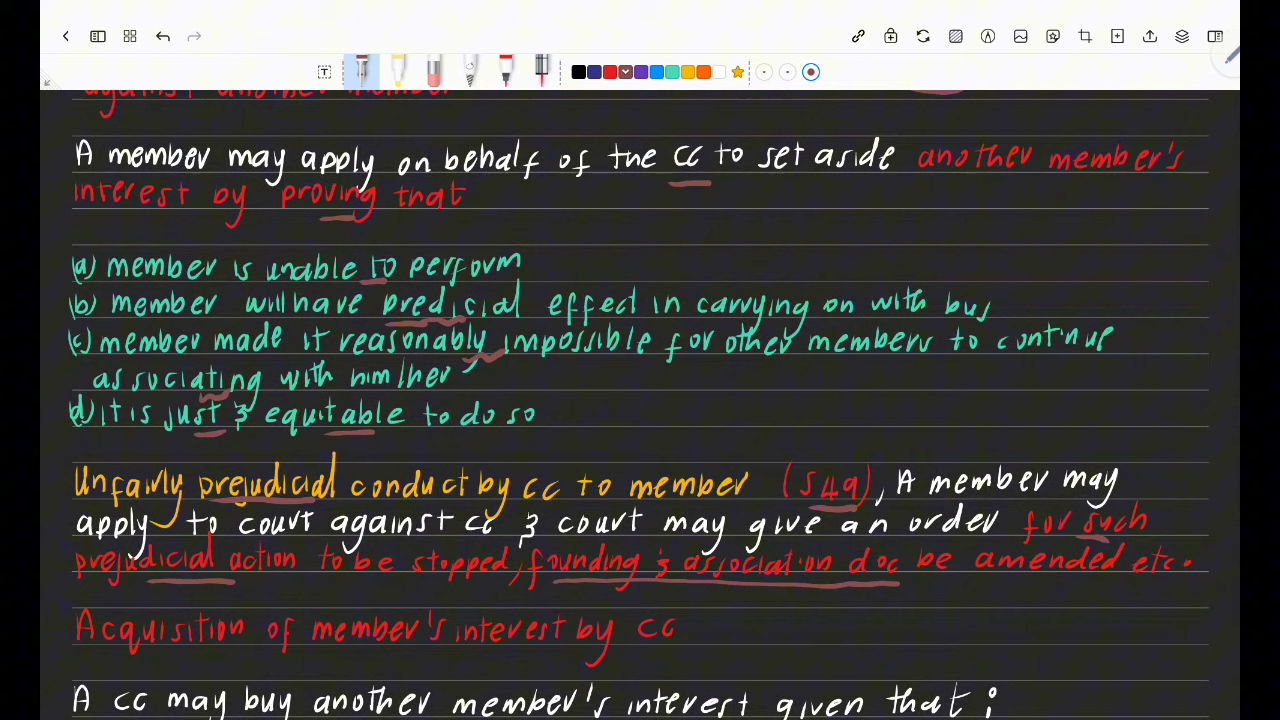 against another member
A member may apply on behalf of the CC to set aside another member's
interest by proving that
(a) member is unable to perform
(b) member will have predicial effect in carrying on with bus
(c) member made it reasonably impossible for other members to continue
associating with him/her
(d) it is just & equitable to do so
Unfairly prejudicial conduct by CC to member (S49), A member may
apply to court against CC & court may give an order for such
prejudicial action to be stopped, founding & association doc be amended etc.
Acquisition of member's interest by CC
A CC may buy another member's interest given that :